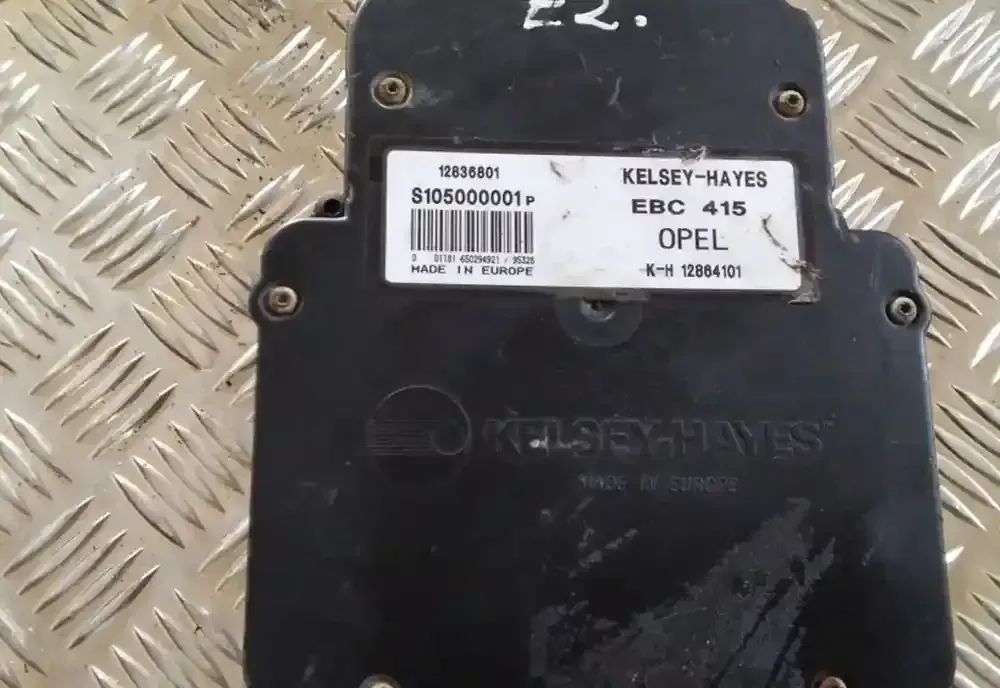 E2.
12836801
S105000001P
0 01181 650294921 / 95328
MADE IN EUROPE
KELSEY-HAYES
EBC 415
OPEL
K-H 12864101
KELSEY-HAYES
MADE IN EUROPE